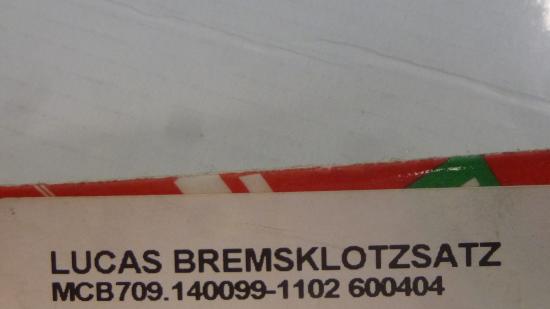 LUCAS BREMSKLOTZSATZ
MCB709.140099-1102 600404